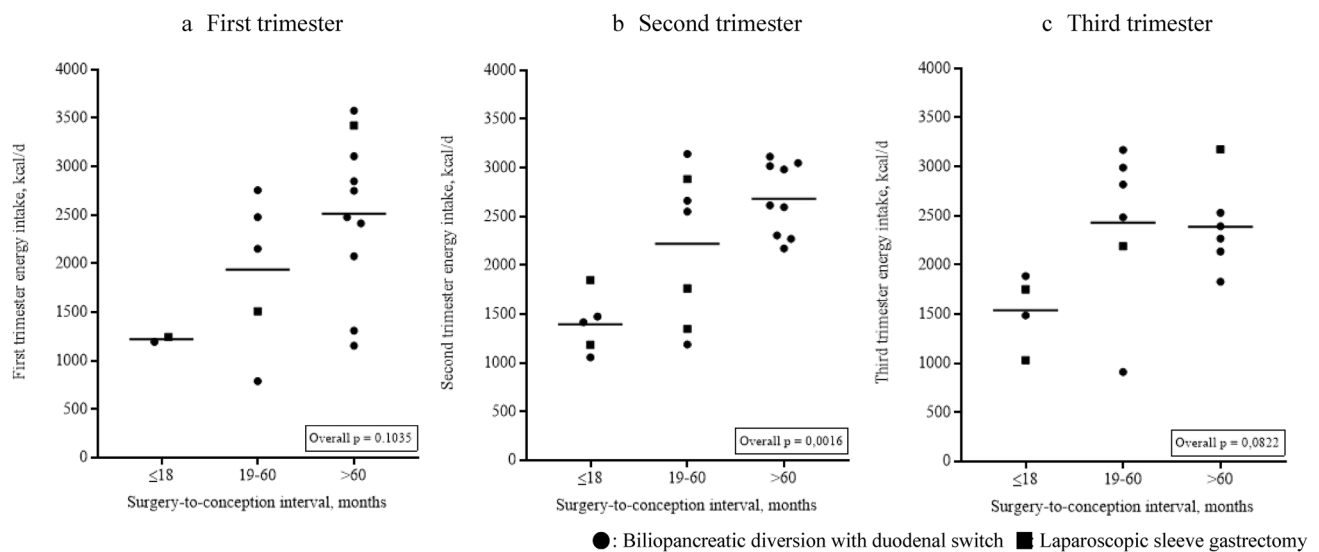 a First trimester
4000
3500
3000
2500
2000
1500
1000
500
0
First trimester energy intake, kcal/d
≤18 19-60 >60
Surgery-to-conception interval, months
Overall p = 0.1035
b Second trimester
4000
3500
3000
2500
2000
1500
1000
500
0
Second trimester energy intake, kcal/d
≤18 19-60 >60
Surgery-to-conception interval, months
Overall p = 0,0016
c Third trimester
4000
3500
3000
2500
2000
1500
1000
500
0
Third trimester energy intake, kcal/d
≤18 19-60 >60
Surgery-to-conception interval, months
Overall p = 0,0822
: Biliopancreatic diversion with duodenal switch : Laparoscopic sleeve gastrectomy